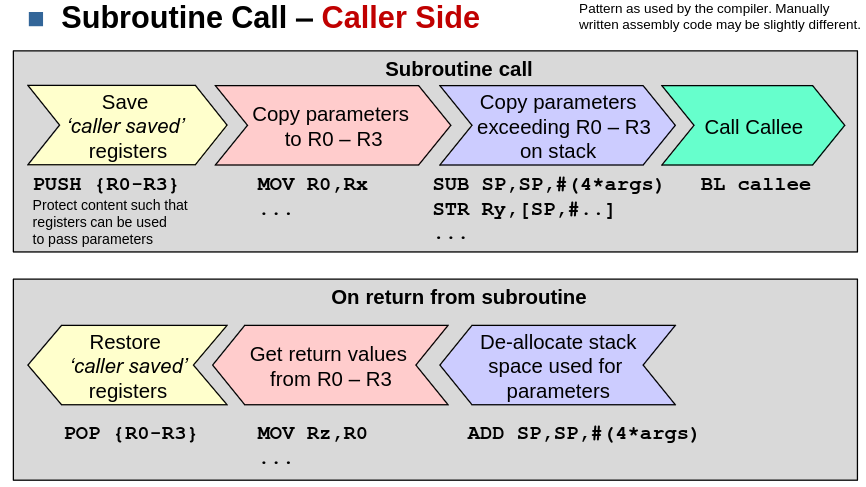 Subroutine Call – Caller Side
Pattern as used by the compiler. Manually
written assembly code may be slightly different.
Subroutine call
Save
‘caller saved’
registers
Copy parameters
to R0 – R3
Copy parameters
exceeding R0 – R3
on stack
Call Callee
PUSH {R0-R3}
Protect content such that
registers can be used
to pass parameters
MOV R0,Rx
...
SUB SP,SP,#(4*args)
STR Ry,[SP,#..]
...
BL callee
On return from subroutine
Restore
‘caller saved’
registers
Get return values
from R0 – R3
De-allocate stack
space used for
parameters
POP {R0-R3}
MOV Rz,R0
...
ADD SP,SP,#(4*args)